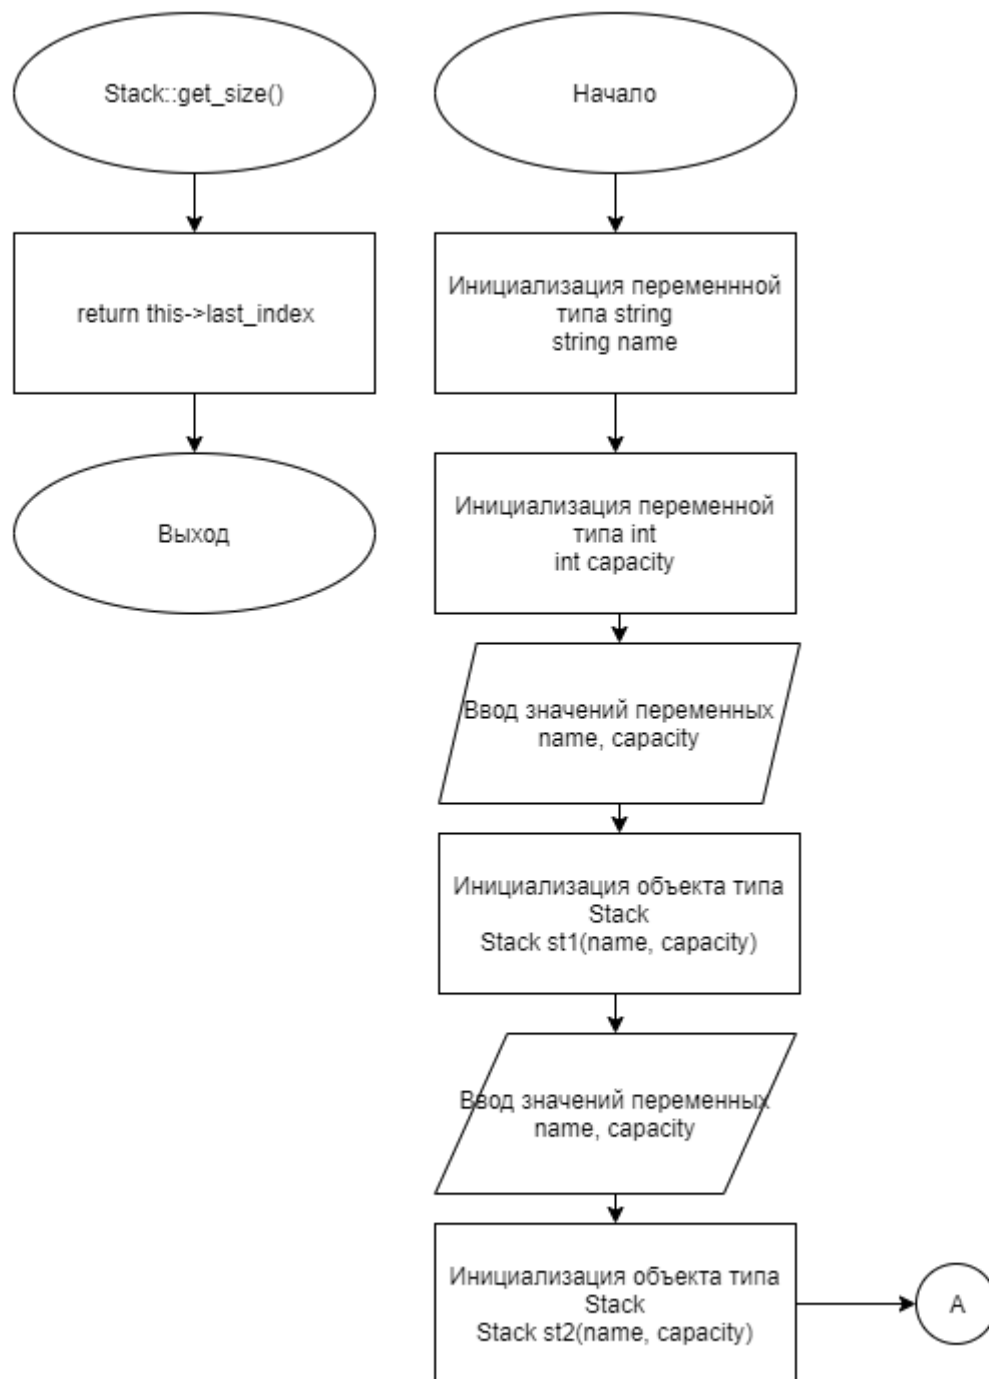 Stack::get_size()
return this->last_index
Выход
Начало
Инициализация переменнной
типа string
string name
Инициализация переменной
типа int
int capacity
Ввод значений переменных
name, capacity
Инициализация объекта типа
Stack
Stack st1(name, capacity)
Ввод значений переменных
name, capacity
Инициализация объекта типа
Stack
Stack st2(name, capacity)
A